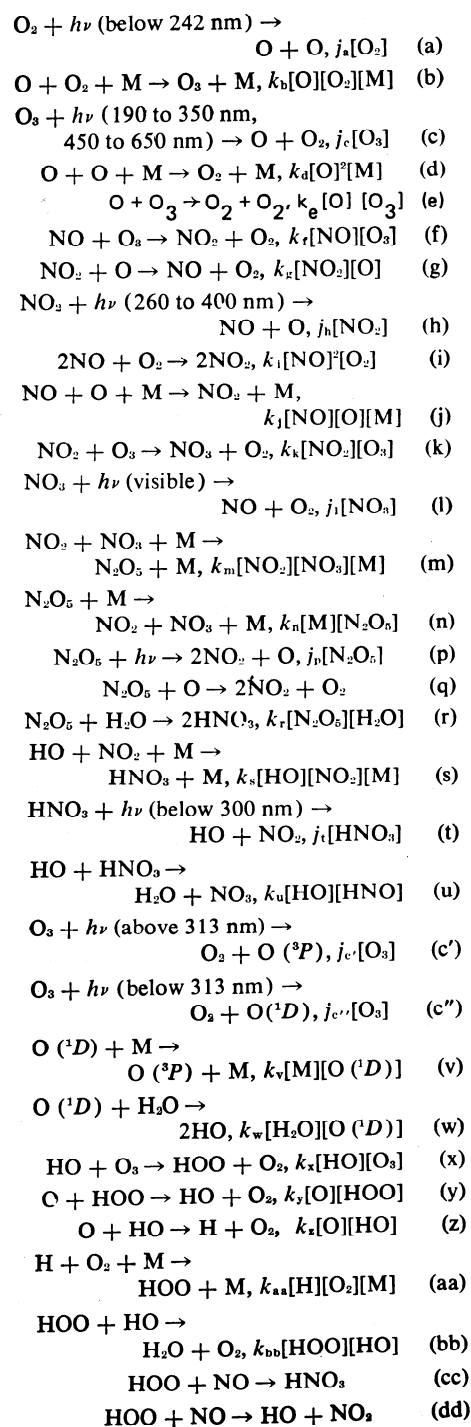 O₂ + hν (below 242 nm) →
O + O, jₐ[O₂] (a)
O + O₂ + M → O₃ + M, k_b[O][O₂][M] (b)
O₃ + hν (190 to 350 nm,
450 to 650 nm) → O + O₂, j_c[O₃] (c)
O + O + M → O₂ + M, k_d[O]²[M] (d)
O + O₃ → O₂ + O₂, k_e [O] [O₃] (e)
NO + O₃ → NO₂ + O₂, k_f[NO][O₃] (f)
NO₂ + O → NO + O₂, k_g[NO₂][O] (g)
NO₂ + hν (260 to 400 nm) →
NO + O, j_h[NO₂] (h)
2NO + O₂ → 2NO₂, k_i[NO]²[O₂] (i)
NO + O + M → NO₂ + M,
k_j[NO][O][M] (j)
NO₂ + O₃ → NO₃ + O₂, k_k[NO₂][O₃] (k)
NO₃ + hν (visible) →
NO + O₂, j_l[NO₃] (l)
NO₂ + NO₃ + M →
N₂O₅ + M, k_m[NO₂][NO₃][M] (m)
N₂O₅ + M →
NO₂ + NO₃ + M, k_n[M][N₂O₅] (n)
N₂O₅ + hν → 2NO₂ + O, j_p[N₂O₅] (p)
N₂O₅ + O → 2NO₂ + O₂ (q)
N₂O₅ + H₂O → 2HNO₃, k_r[N₂O₅][H₂O] (r)
HO + NO₂ + M →
HNO₃ + M, k_s[HO][NO₂][M] (s)
HNO₃ + hν (below 300 nm) →
HO + NO₂, j_t[HNO₃] (t)
HO + HNO₃ →
H₂O + NO₃, k_u[HO][HNO] (u)
O₃ + hν (above 313 nm) →
O₂ + O (³P), j_c′[O₃] (c′)
O₃ + hν (below 313 nm) →
O₂ + O(¹D), j_c′′[O₃] (c″)
O (¹D) + M →
O (³P) + M, k_v[M][O (¹D)] (v)
O (¹D) + H₂O →
2HO, k_w[H₂O][O (¹D)] (w)
HO + O₃ → HOO + O₂, k_x[HO][O₃] (x)
O + HOO → HO + O₂, k_y[O][HOO] (y)
O + HO → H + O₂, k_z[O][HO] (z)
H + O₂ + M →
HOO + M, k_aa[H][O₂][M] (aa)
HOO + HO →
H₂O + O₂, k_bb[HOO][HO] (bb)
HOO + NO → HNO₃ (cc)
HOO + NO → HO + NO₂ (dd)